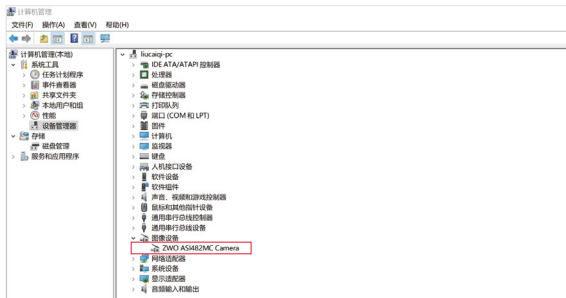 计算机管理
文件(F) 操作(A) 查看(V) 帮助(H)
计算机管理(本地)
系统工具
任务计划程序
事件查看器
共享文件夹
本地用户和组
性能
设备管理器
存储
磁盘管理
服务和应用程序
liucaiqi-pc
IDE ATA/ATAPI 控制器
处理器
磁盘驱动器
存储控制器
打印队列
端口 (COM 和 LPT)
固件
计算机
监视器
键盘
人机接口设备
软件设备
软件组件
声音、视频和游戏控制器
鼠标和其他指针设备
通用串行总线控制器
通用串行总线设备
图像设备
ZWO ASI482MC Camera
网络适配器
系统设备
显示适配器
音频输入和输出